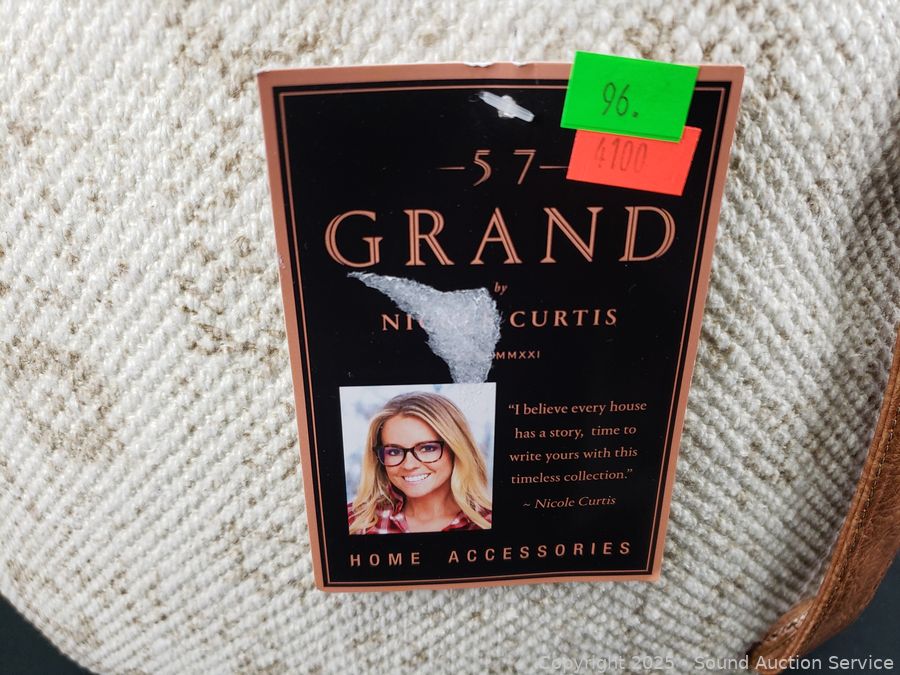 96.
4100
—57—
GRAND
by
CURTIS
MMXXI
"I believe every house
has a story, time to
write yours with this
timeless collection."
~ Nicole Curtis
HOME ACCESSORIES
Copyright 2025 Sound Auction Service